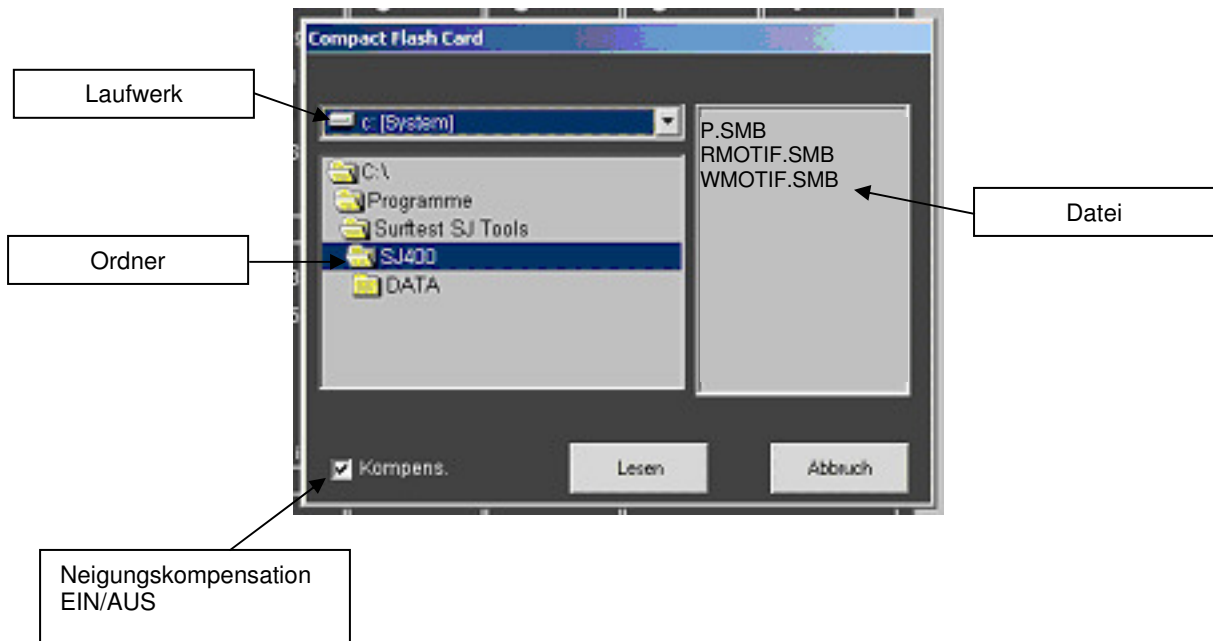 Compact Flash Card
Laufwerk
c: [System]
P.SMB
RMOTIF.SMB
WMOTIF.SMB
C:\
Programme
Surftest SJ Tools
SJ400
DATA
Datei
Ordner
Kompens.
Lesen
Abbruch
Neigungskompensation
EIN/AUS